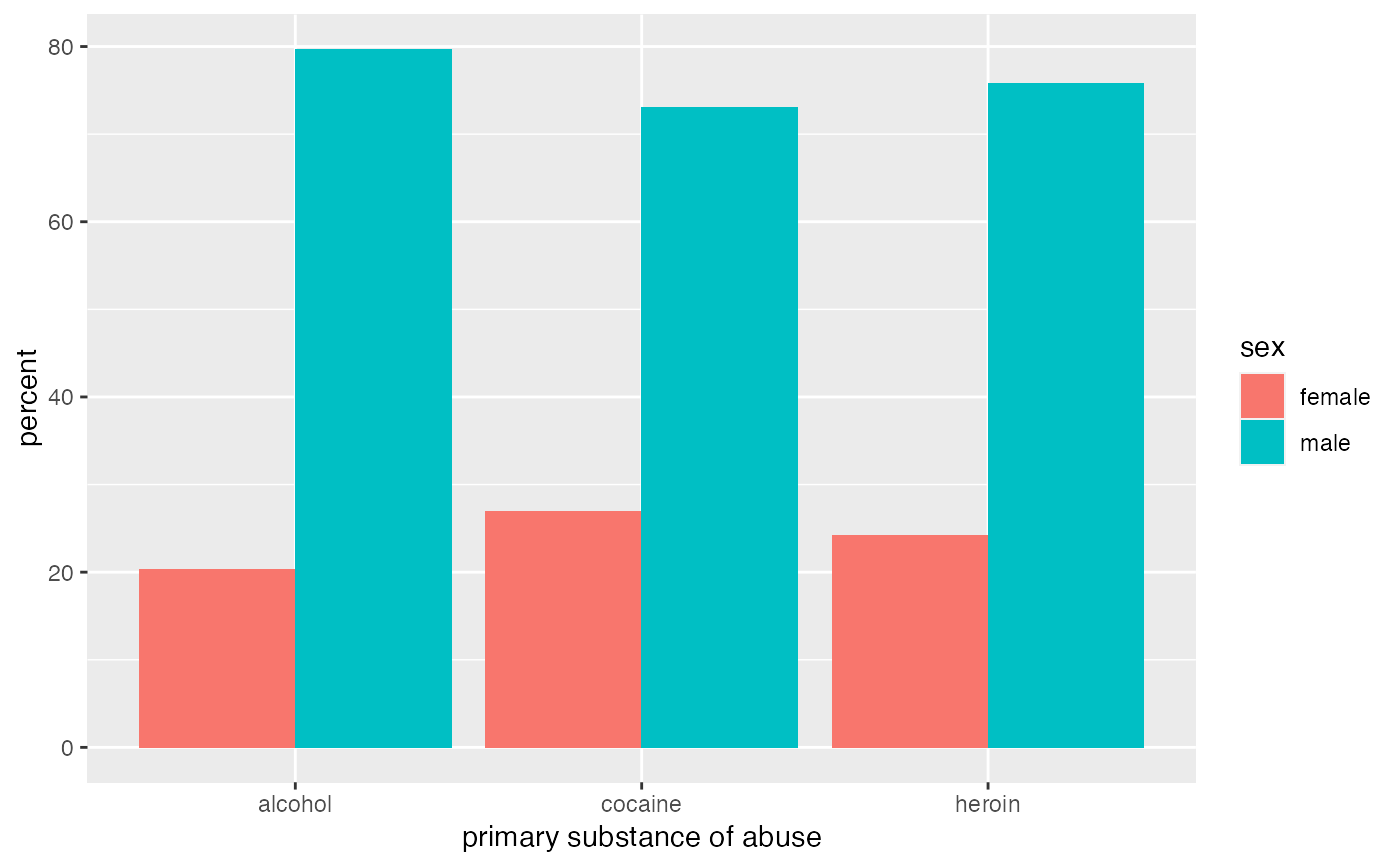 80
60
40
20
0
percent
alcohol cocaine heroin
primary substance of abuse
sex
female
male